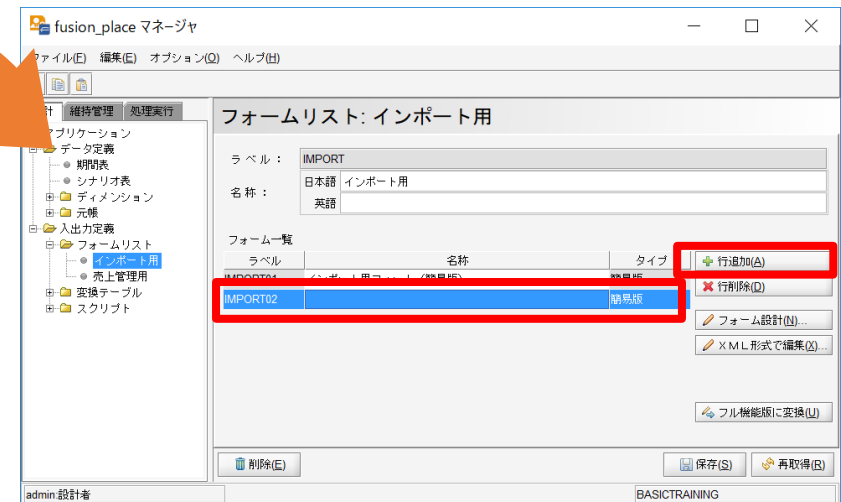 fusion_place マネージャ
ファイル(F) 編集(E) オプション(O) ヘルプ(H)
維持管理 処理実行
フォームリスト: インポート用
アプリケーション
データ定義
期間表
シナリオ表
ディメンション
元帳
入出力定義
フォームリスト
インポート用
売上管理用
変換テーブル
スクリプト
ラベル: IMPORT
名称: 日本語 インポート用
英語
フォーム一覧
ラベル 名称 タイプ
IMPORT01 簡易版
IMPORT02 簡易版
行追加(A)
行削除(D)
フォーム設計(N)...
XML形式で編集(X)...
フル機能版に変換(U)
削除(E) 保存(S) 再取得(R)
admin:設計者 BASICTRAINING